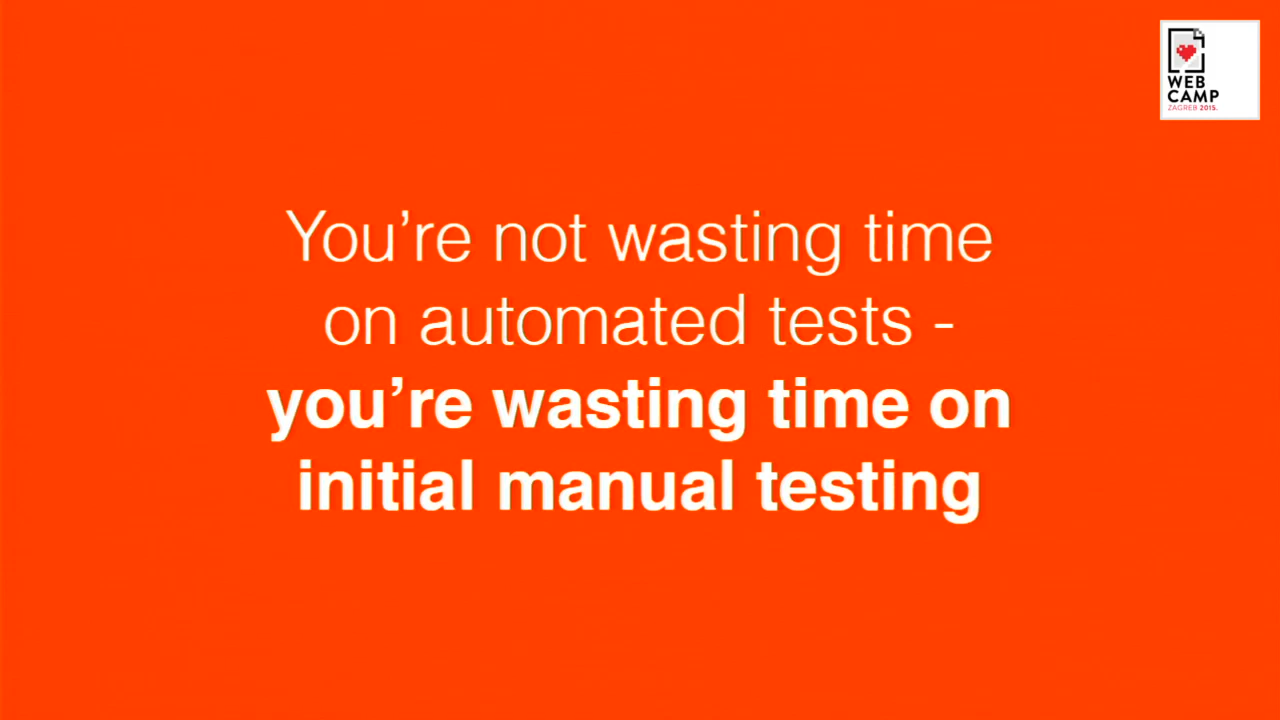 WEB
CAMP
ZAGREB 2015.
You're not wasting time
on automated tests -
you're wasting time on
initial manual testing